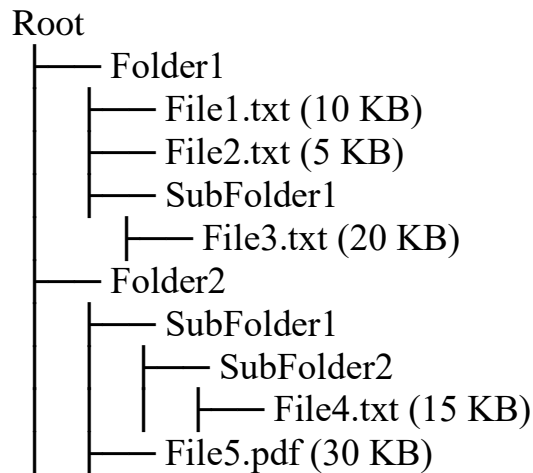 Root
Folder1
File1.txt (10 KB)
File2.txt (5 KB)
SubFolder1
File3.txt (20 KB)
Folder2
SubFolder1
SubFolder2
File4.txt (15 KB)
File5.pdf (30 KB)